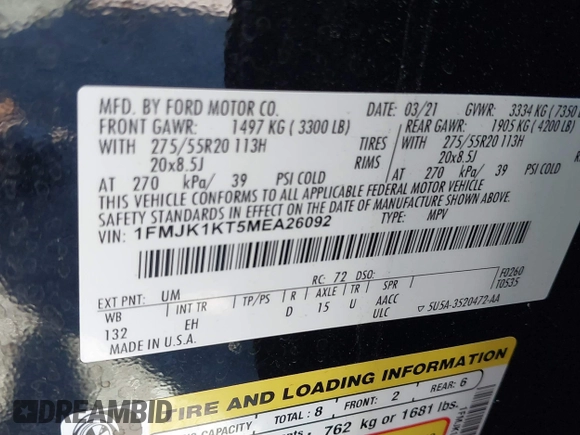 MFD. BY FORD MOTOR CO. DATE: 03/21 GVWR: 3334 KG ( 7350 L
FRONT GAWR: 1497 KG ( 3300 LB) REAR GAWR: 1905 KG ( 4200 LB)
WITH 275/55R20 113H TIRES WITH 275/55R20 113H
20x8.5J RIMS 20x8.5J
AT 270 kPa/ 39 PSI COLD AT 270 kPa/ 39 PSI COLD
THIS VEHICLE CONFORMS TO ALL APPLICABLE FEDERAL MOTOR VEHICLE
SAFETY STANDARDS IN EFFECT ON THE DATE OF MANUFACTURE SHOWN ABOVE.
VIN: 1FMJK1KT5MEA26092 TYPE: MPV
F0260
T0535
EXT PNT: UM RC: 72 DSO:
WB INT TR TP/PS R AXLE TR SPR
132 EH D 15 U AACC
ULC 5U5A-3520472-AA
MADE IN U.S.A.
TIRE AND LOADING INFORMATION
CAPACITY TOTAL: 8 FRONT: 2 REAR: 6
762 kg or 1681 lbs.
DREAMBID